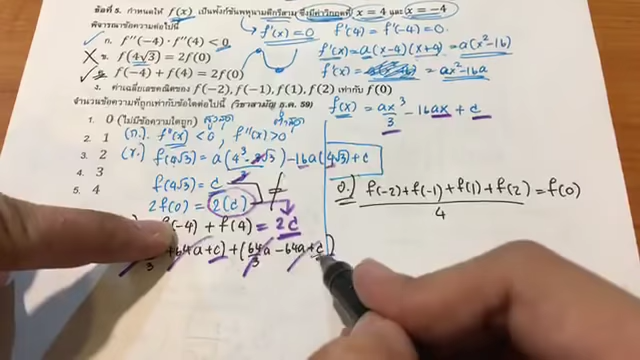 ข้อที่ 5. กำหนดให้ f(x) เป็นฟังก์ชันพหุนามดีกรีสาม ซึ่งมีค่าวิกฤตที่ x = 4 และ x = −4
พิจารณาข้อความต่อไปนี้
f'(x) = 0 f'(4) = f'(-4) = 0
ก. f''(−4) · f''(4) < 0
f'(x) = a(x-4)(x+4) = a(x²-16)
ข. f(4√3) = 2f(0)
f'(x) = = ax²-16a
ค. f(−4) + f(4) = 2f(0)
ง. ค่าเฉลี่ยเลขคณิตของ f(−2), f(−1), f(1), f(2) เท่ากับ f(0)
f(x) = ax³/3 - 16ax + c
จำนวนข้อความที่ถูกเท่ากับข้อใดต่อไปนี้ (วิชาสามัญ ธ.ค. 59)
1. 0 (ไม่มีข้อใดถูก)
2. 1 (ก.) f''(x) < 0 , f''(x) > 0
3. 2 (ข.) f(4√3) = a(4³·3√3)/3 - 16a(4√3) + c
4. 3 f(4√3) = c
5. 4 2f(0) = 2(c)
ง.) f(-2) + f(-1) + f(1) + f(2) / 4 = f(0)
f(-4) + f(4) = 2c
+ 64a + c) + (64a/3 - 64a + c)
3